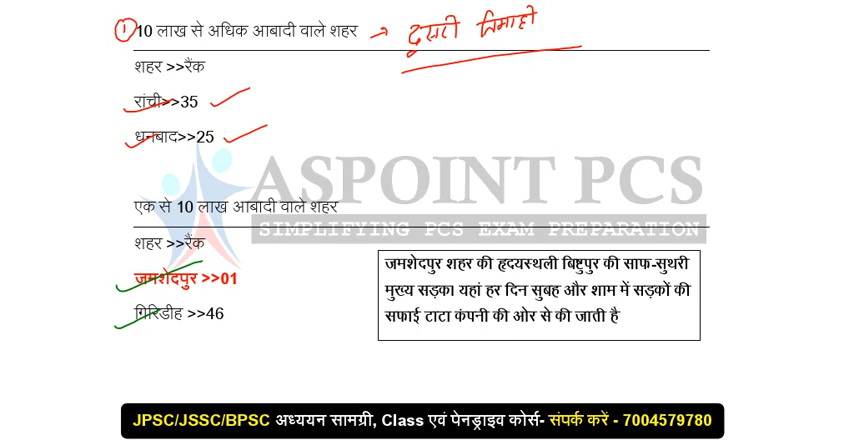 ① 10 लाख से अधिक आबादी वाले शहर → दूसरी तिमाही
शहर >>रैंक
रांची>>35
धनबाद>>25
ASPOINT PCS
SIMPLIFYING PCS EXAM PREPARATION
एक से 10 लाख आबादी वाले शहर
शहर >>रैंक
जमशेदपुर >>01
गिरिडीह >>46
जमशेदपुर शहर की हृदयस्थली बिष्टुपुर की साफ-सुथरी
मुख्य सड़क। यहां हर दिन सुबह और शाम में सड़कों की
सफाई टाटा कंपनी की ओर से की जाती है
JPSC/JSSC/BPSC अध्ययन सामग्री, Class एवं पेनड्राइव कोर्स- संपर्क करें - 7004579780